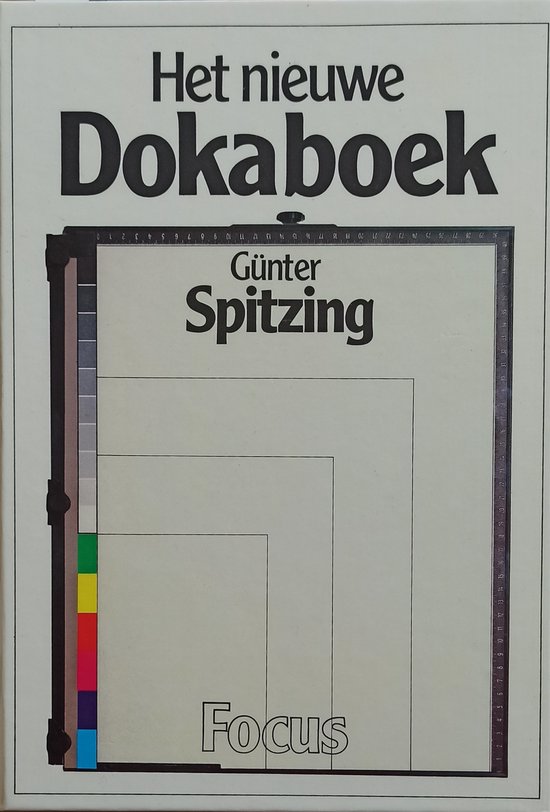 Het nieuwe
Dokaboek
Günter
Spitzing
Focus